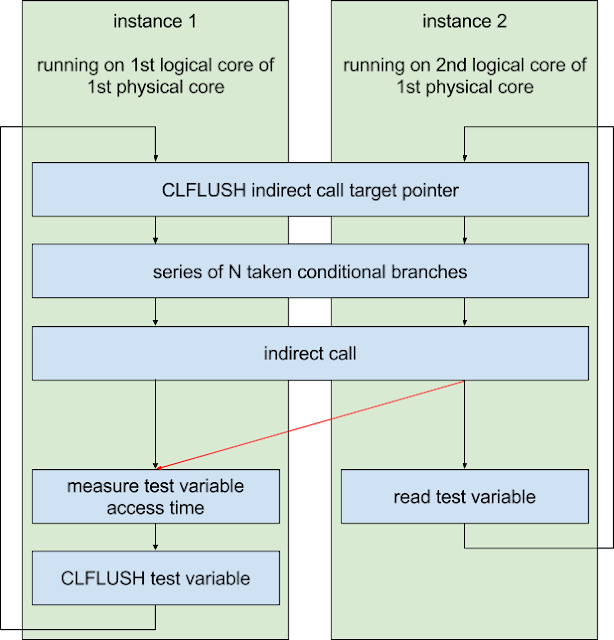 instance 1
running on 1st logical core of
1st physical core
instance 2
running on 2nd logical core of
1st physical core
CLFLUSH indirect call target pointer
series of N taken conditional branches
indirect call
measure test variable
access time
read test variable
CLFLUSH test variable